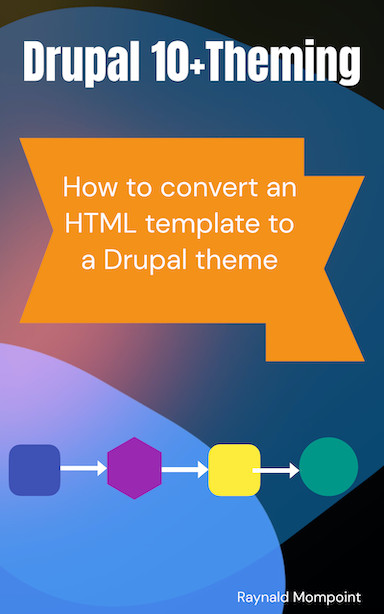 Drupal 10+Theming
How to convert an
HTML template to
a Drupal theme
Raynald Mompoint